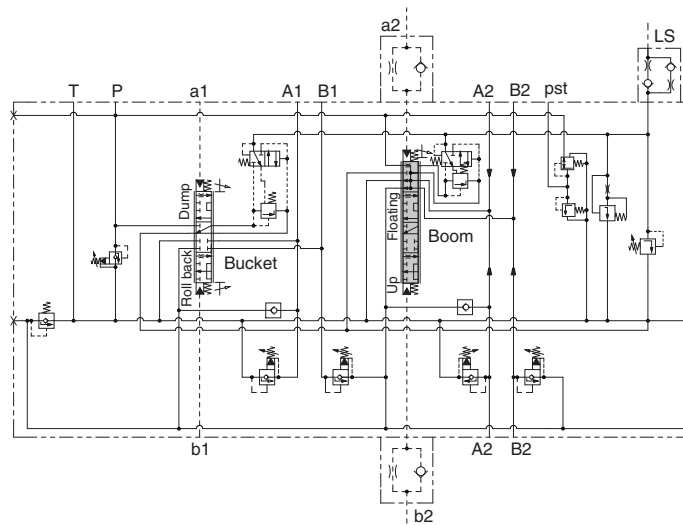 a2
LS
T
P
a1
A1
B1
A2
B2
pst
Dump
Roll back
Bucket
Floating
Up
Boom
b1
A2
B2
b2